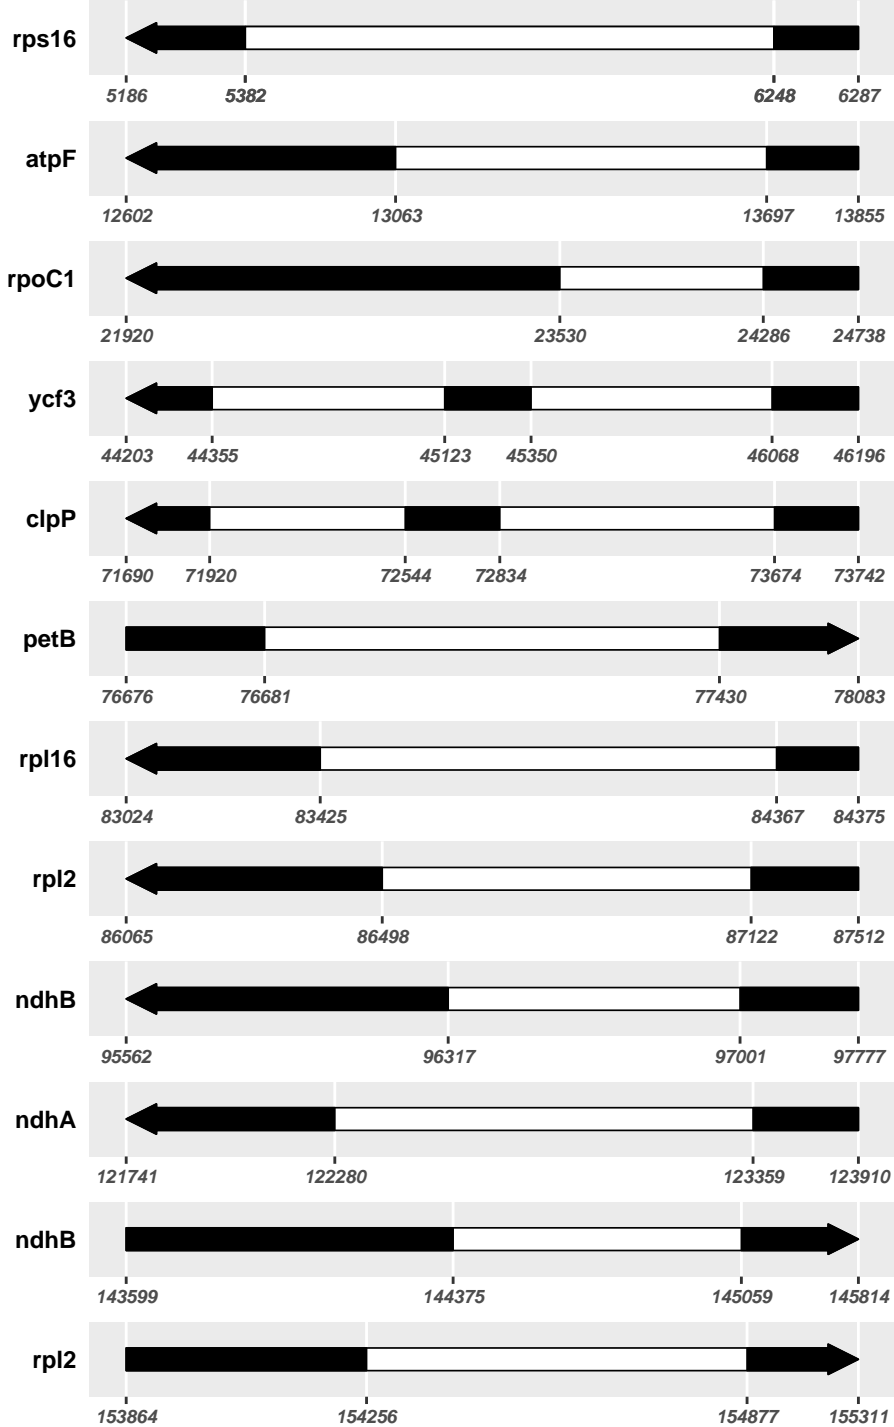 rps16
5186 5382 6248 6287
atpF
12602 13063 13697 13855
rpoC1
21920 23530 24286 24738
ycf3
44203 44355 45123 45350 46068 46196
clpP
71690 71920 72544 72834 73674 73742
petB
76676 76681 77430 78083
rpl16
83024 83425 84367 84375
rpl2
86065 86498 87122 87512
ndhB
95562 96317 97001 97777
ndhA
121741 122280 123359 123910
ndhB
143599 144375 145059 145814
rpl2
153864 154256 154877 155311